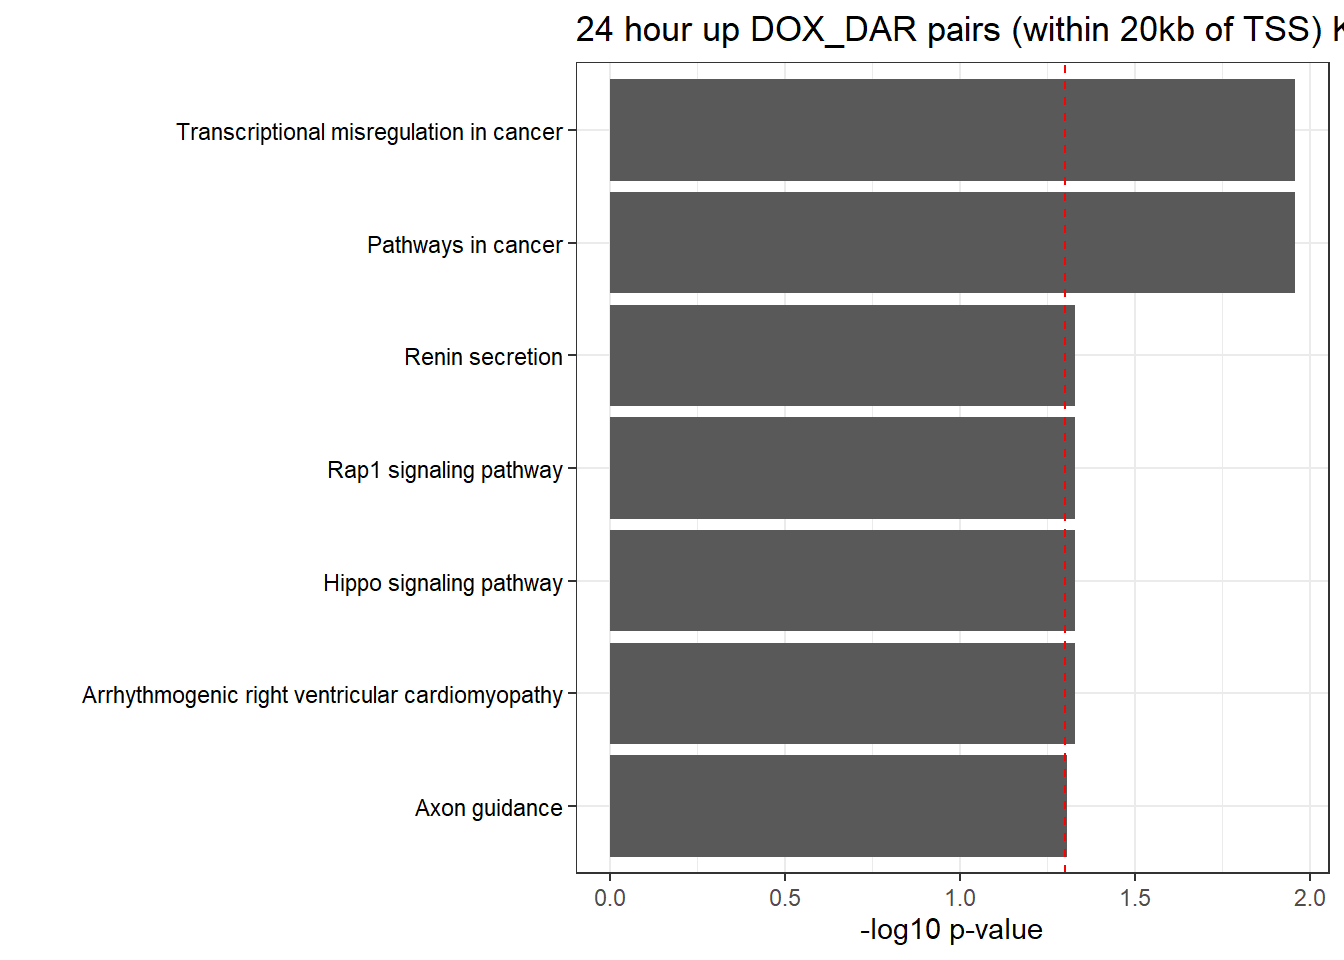 24 hour up DOX_DAR pairs (within 20kb of TSS)
Transcriptional misregulation in cancer
Pathways in cancer
Renin secretion
Rap1 signaling pathway
Hippo signaling pathway
Arrhythmogenic right ventricular cardiomyopathy
Axon guidance
0.0 0.5 1.0 1.5 2.0
-log10 p-value